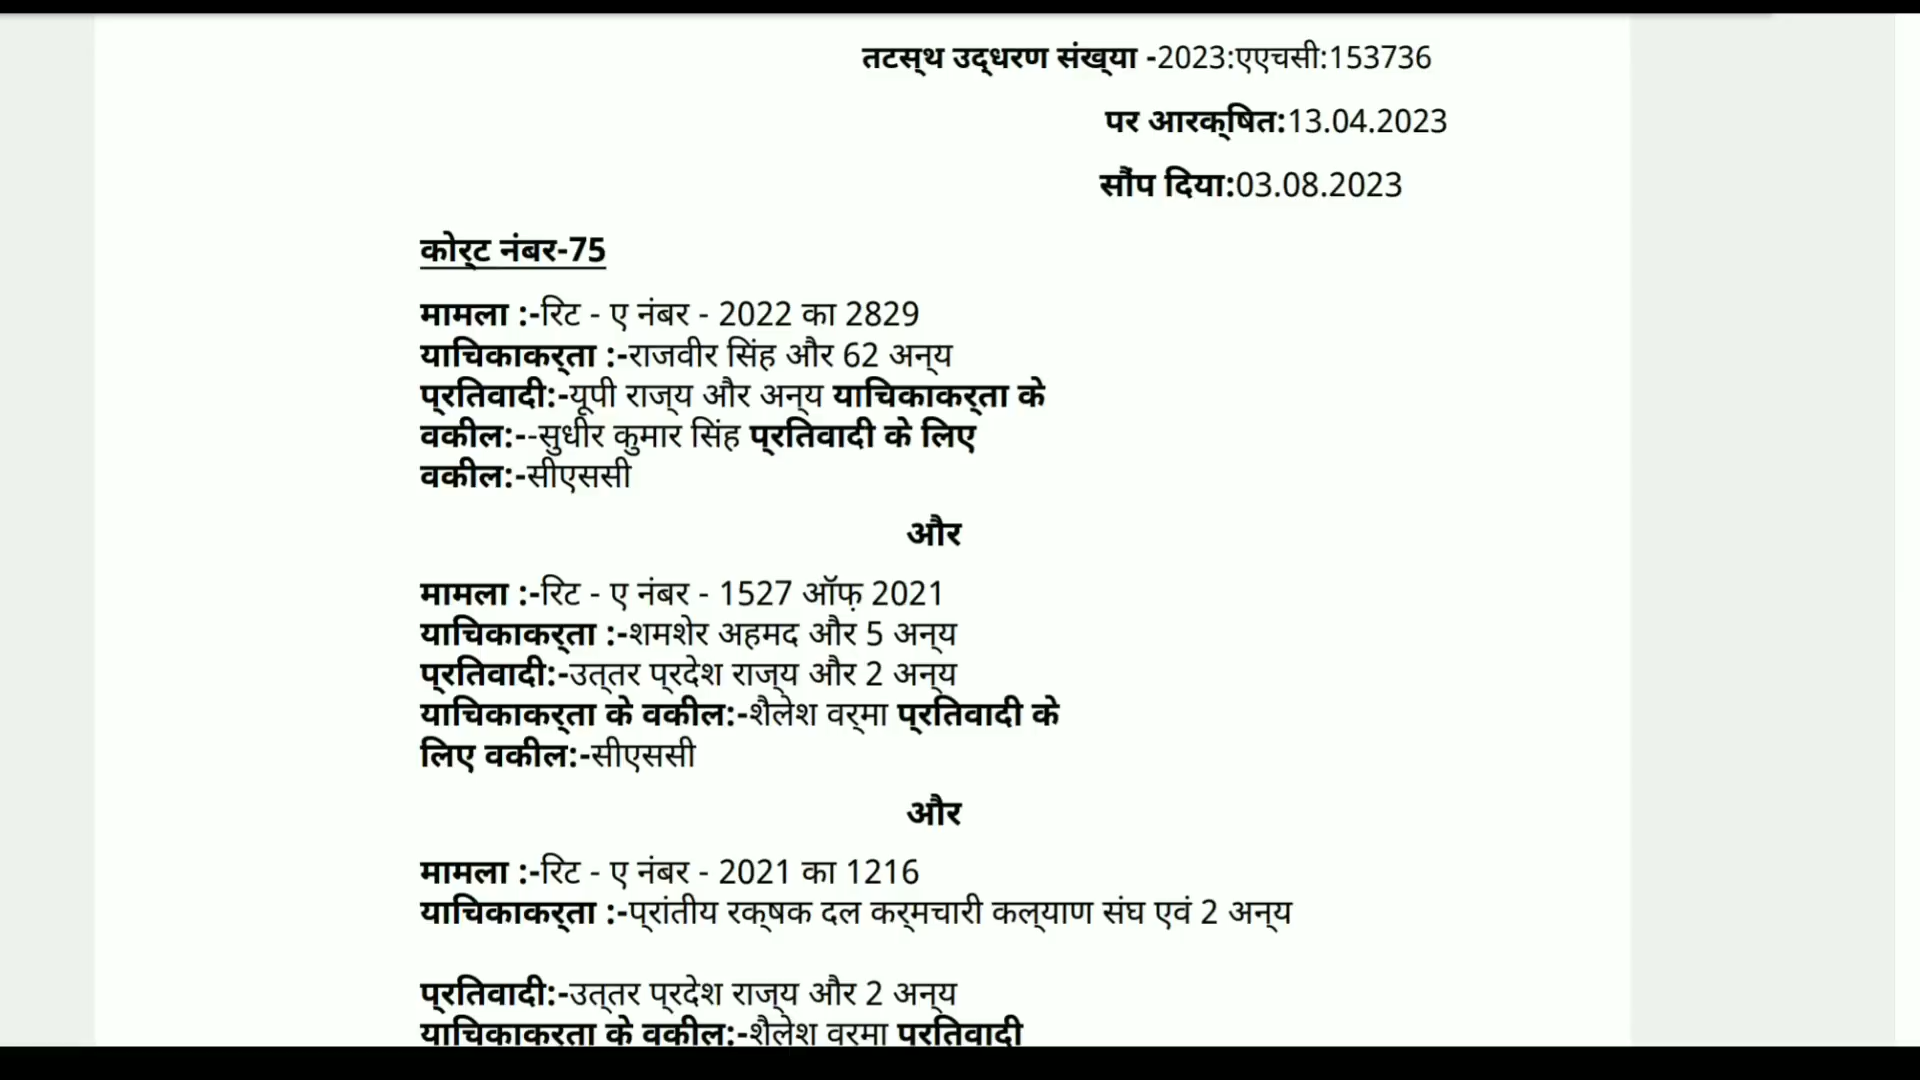 तटस्थ उद्धरण संख्या -2023:एएचसी:153736
पर आरक्षित:13.04.2023
सौंप दिया:03.08.2023
कोर्ट नंबर-75
मामला :-रिट - ए नंबर - 2022 का 2829
याचिकाकर्ता :-राजवीर सिंह और 62 अन्य
प्रतिवादी:-यूपी राज्य और अन्य याचिकाकर्ता के
वकील:--सुधीर कुमार सिंह प्रतिवादी के लिए
वकील:-सीएससी
और
मामला :-रिट - ए नंबर - 1527 ऑफ़ 2021
याचिकाकर्ता :-शमशेर अहमद और 5 अन्य
प्रतिवादी:-उत्तर प्रदेश राज्य और 2 अन्य
याचिकाकर्ता के वकील:-शैलेश वर्मा प्रतिवादी के
लिए वकील:-सीएससी
और
मामला :-रिट - ए नंबर - 2021 का 1216
याचिकाकर्ता :-प्रांतीय रक्षक दल कर्मचारी कल्याण संघ एवं 2 अन्य
प्रतिवादी:-उत्तर प्रदेश राज्य और 2 अन्य
याचिकाकर्ता के वकील:-शैलेश वर्मा प्रतिवादी